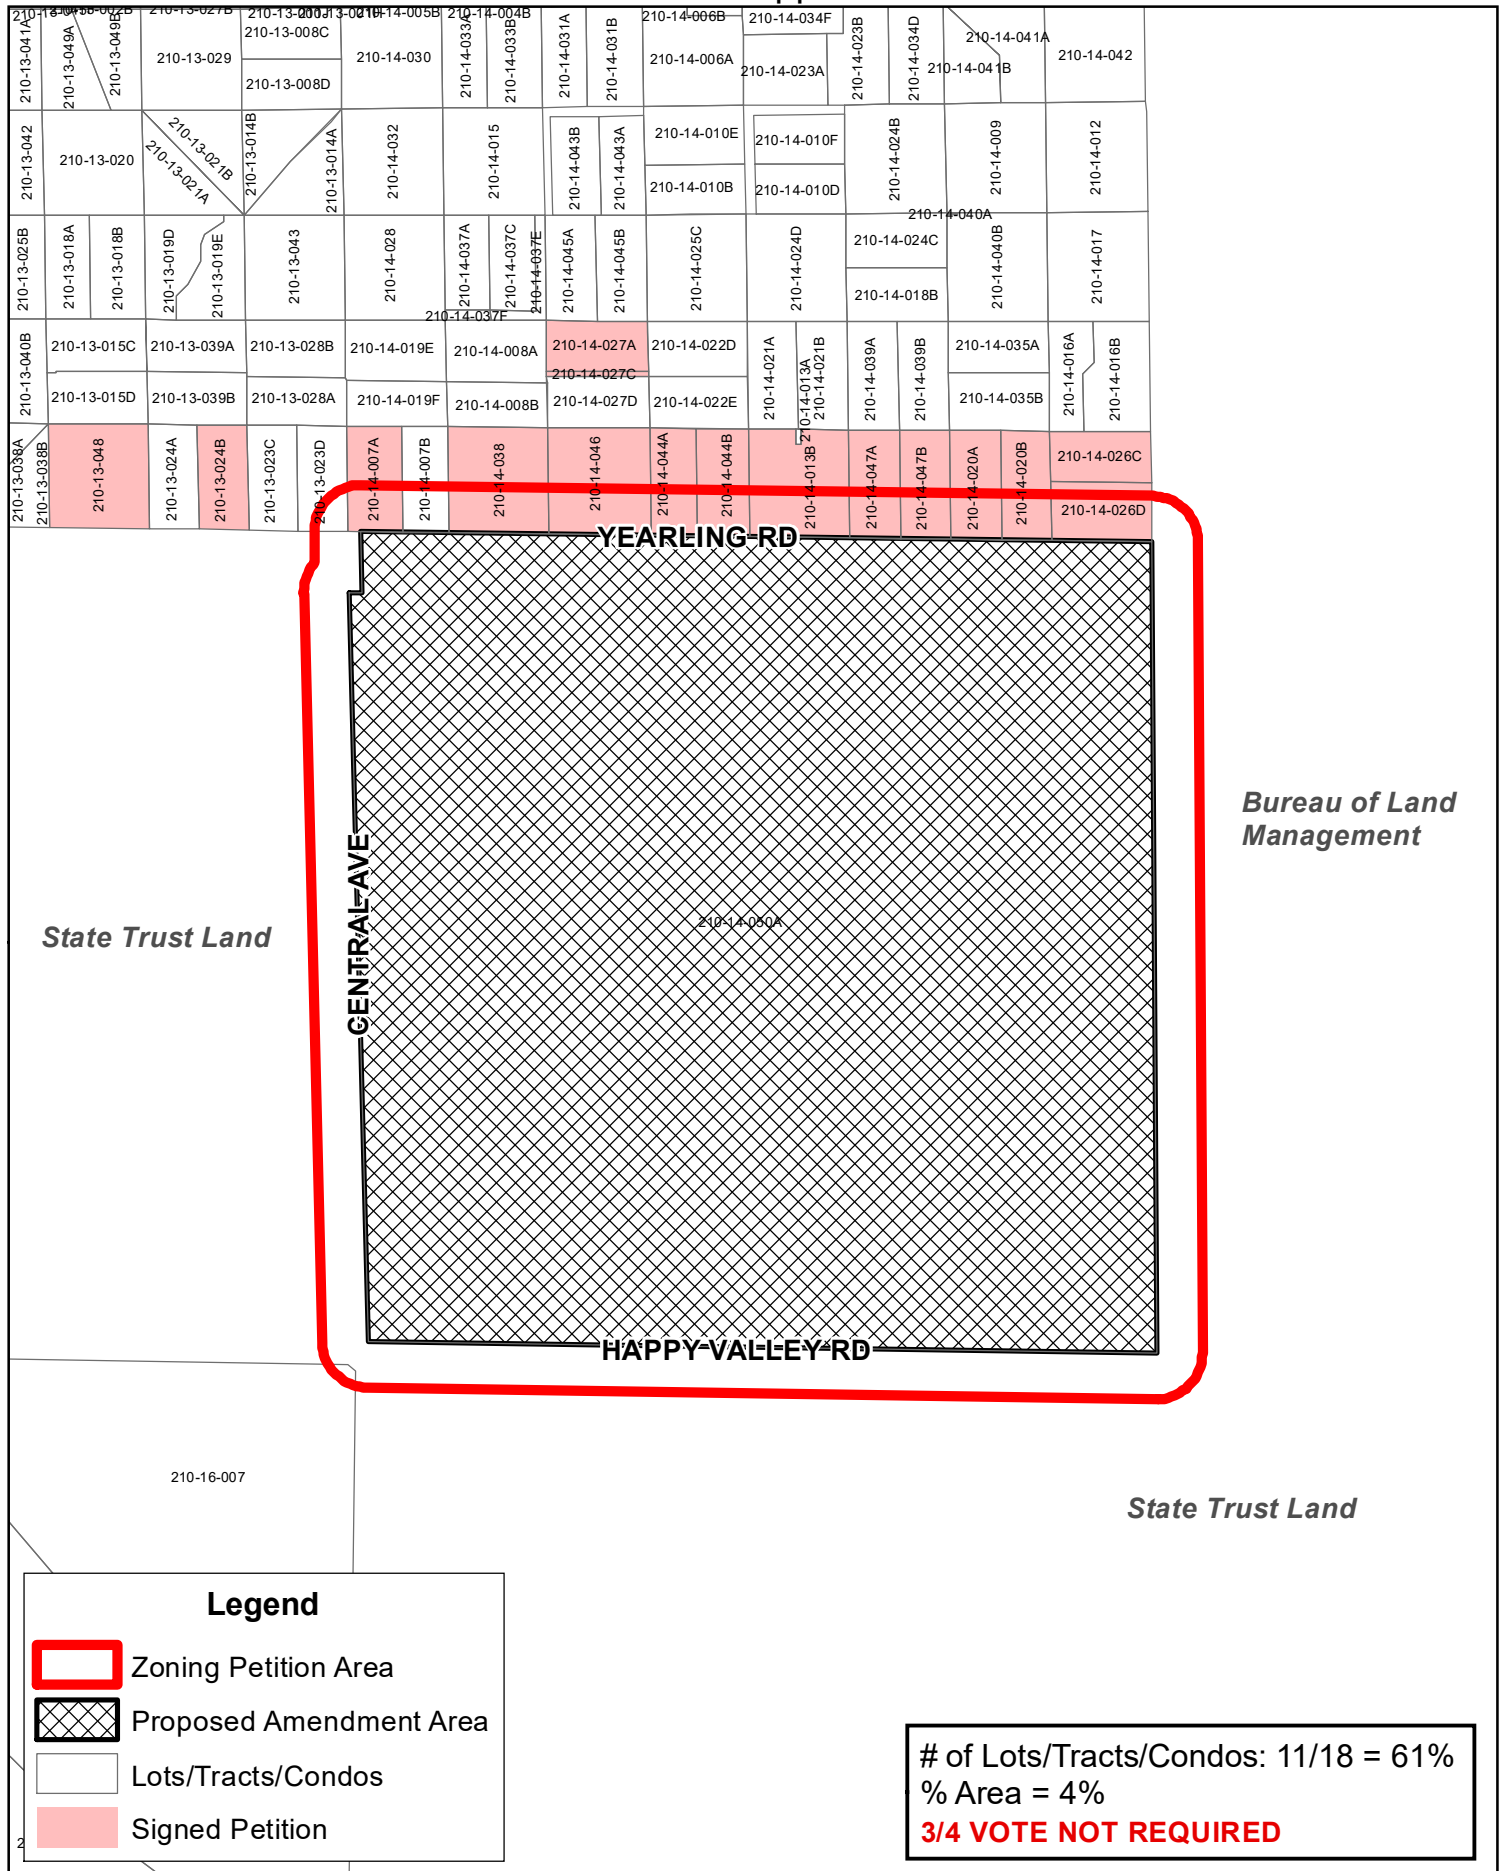 210-13-002B
210-13-027B
210-14-005B
210-14-004B
210-14-006B
210-14-034F
210-13-041A
210-13-049A
210-13-049B
210-13-029
210-13-008C
210-13-008D
210-14-030
210-14-033A
210-14-033B
210-14-031A
210-14-031B
210-14-006A
210-14-023A
210-14-023B
210-14-034D
210-14-041A
210-14-041B
210-14-042
210-13-042
210-13-020
210-13-021B
210-13-021A
210-13-014B
210-13-014A
210-14-032
210-14-015
210-14-043B
210-14-043A
210-14-010E
210-14-010B
210-14-010F
210-14-010D
210-14-024B
210-14-009
210-14-012
210-13-025B
210-13-018A
210-13-018B
210-13-019D
210-13-019E
210-13-043
210-14-028
210-14-037A
210-14-037C
210-14-037E
210-14-037F
210-14-045A
210-14-045B
210-14-025C
210-14-024D
210-14-040A
210-14-024C
210-14-018B
210-14-040B
210-14-017
210-13-040B
210-13-015C
210-13-015D
210-13-039A
210-13-039B
210-13-028B
210-13-028A
210-14-019E
210-14-019F
210-14-008A
210-14-008B
210-14-027A
210-14-027C
210-14-027D
210-14-022D
210-14-022E
210-14-021A
210-14-013A
210-14-021B
210-14-039A
210-14-039B
210-14-035A
210-14-035B
210-14-016A
210-14-016B
210-13-038A
210-13-038B
210-13-048
210-13-024A
210-13-024B
210-13-023C
210-13-023D
210-14-007A
210-14-007B
210-14-038
210-14-046
210-14-044A
210-14-044B
210-14-013B
210-14-047A
210-14-047B
210-14-020A
210-14-020B
210-14-026C
210-14-026D
YEARLING RD
Bureau of Land
Management
CENTRAL AVE
210-14-050A
State Trust Land
HAPPY VALLEY RD
210-16-007
State Trust Land
Legend
Zoning Petition Area
Proposed Amendment Area
Lots/Tracts/Condos
Signed Petition
# of Lots/Tracts/Condos: 11/18 = 61%
% Area = 4%
3/4 VOTE NOT REQUIRED